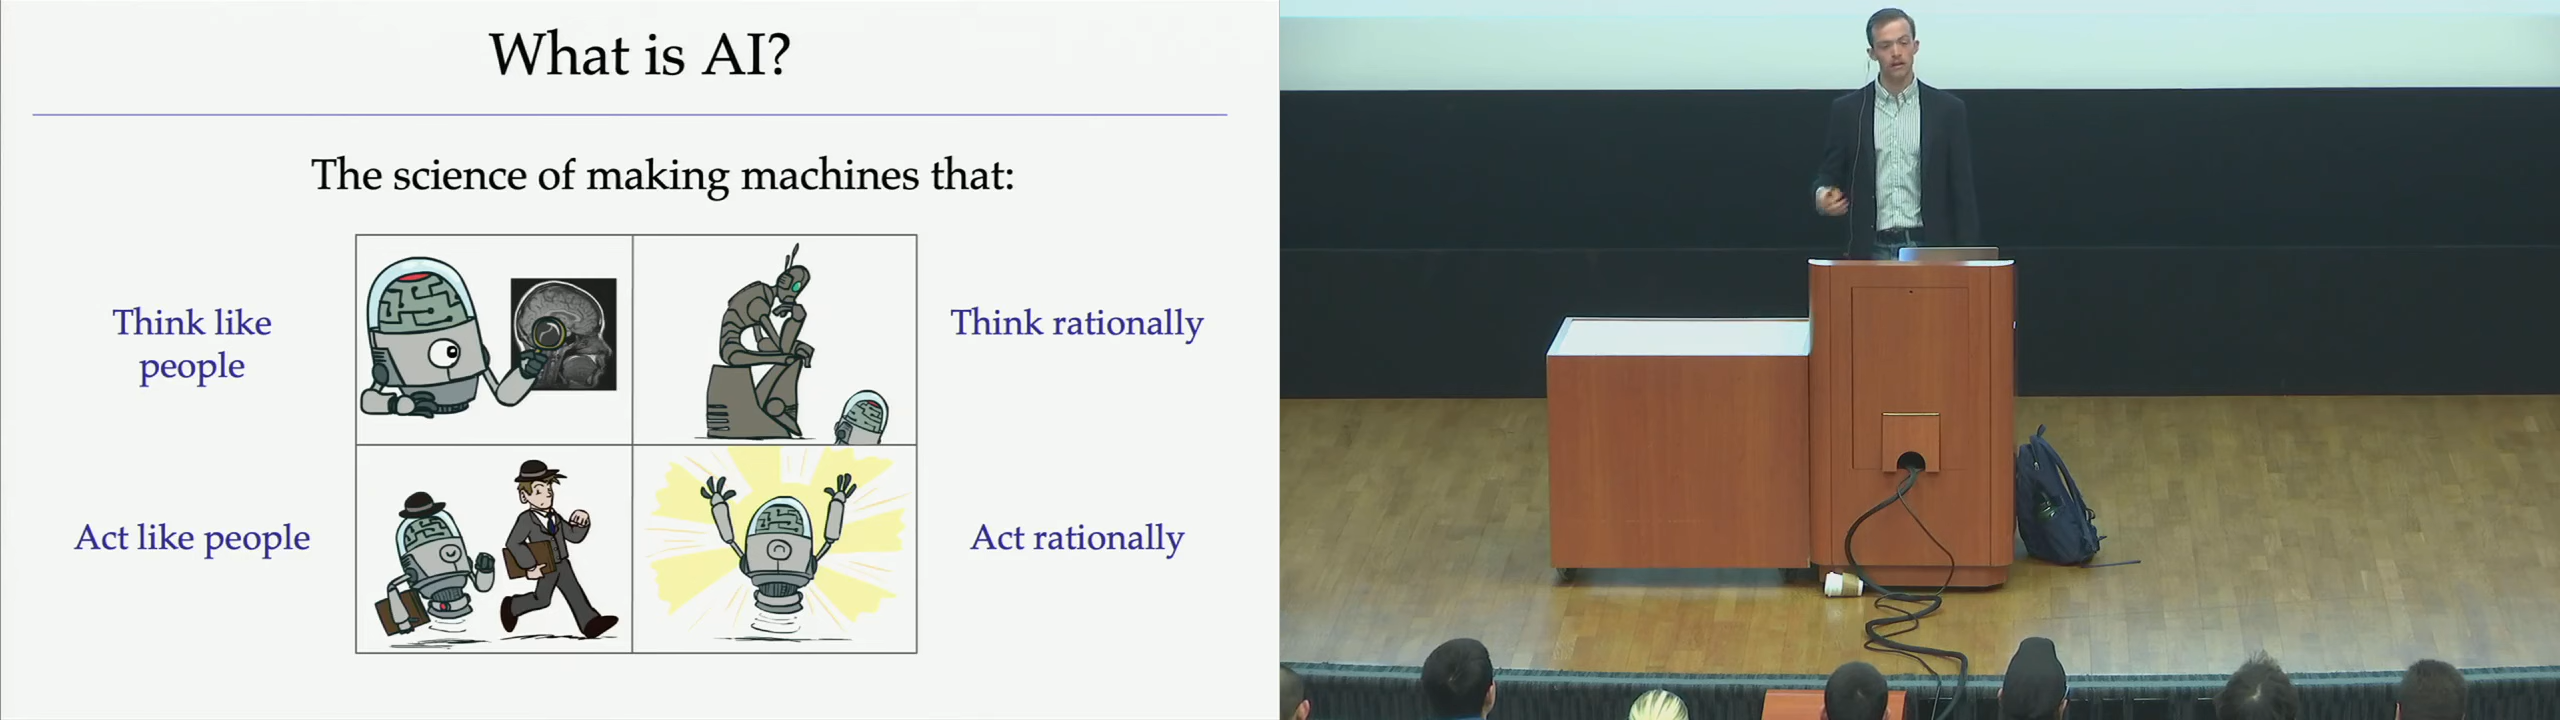 What is AI?
The science of making machines that:
Think like
people
Think rationally
Act like people
Act rationally